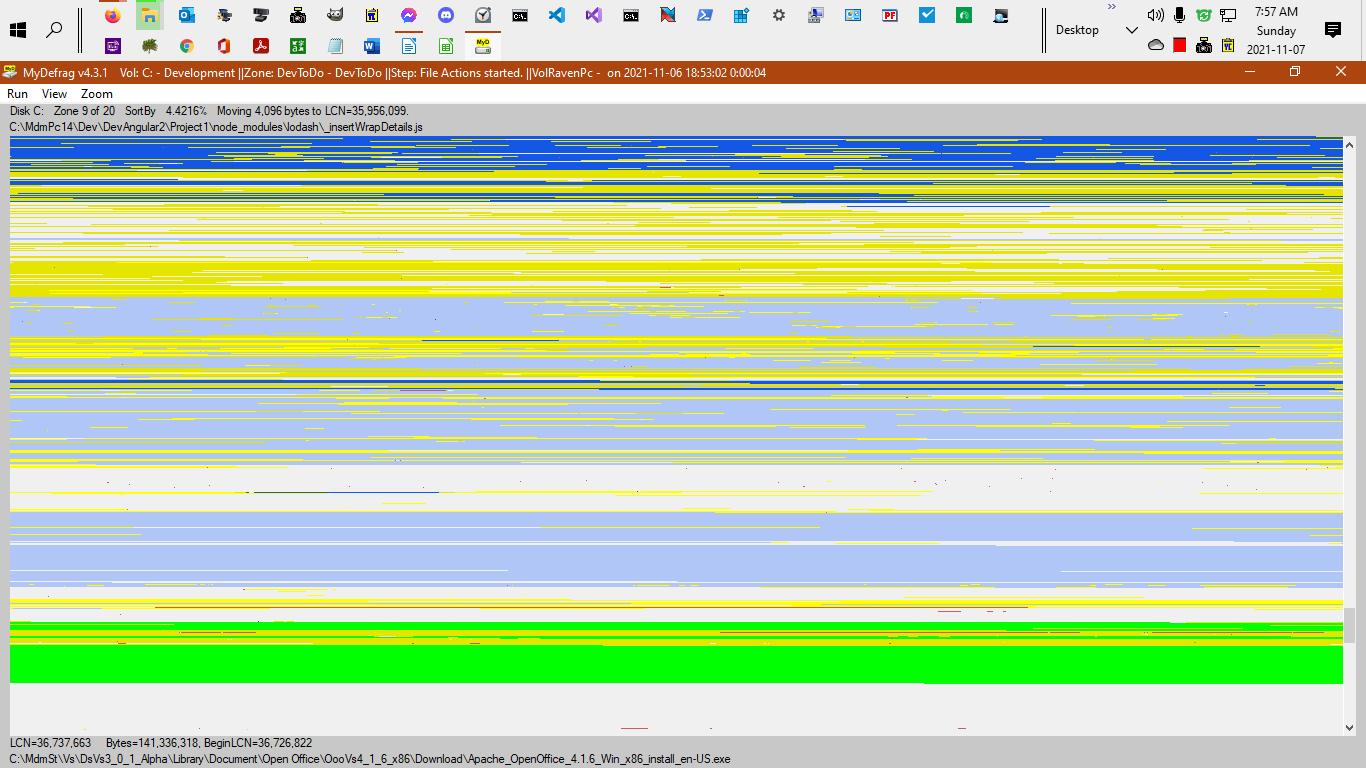 7:57 AM
Desktop
Sunday
2021-11-07
MyDefrag v4.3.1 Vol: C: - Development ||Zone: DevToDo - DevToDo ||Step: File Actions started. ||VolRavenPc - on 2021-11-06 18:53:02 0:00:04
Run View Zoom
Disk C: Zone 9 of 20 SortBy 4.4216% Moving 4,096 bytes to LCN=35,956,099.
C:\MdmPc14\Dev\DevAngular2\Project1\node_modules\lodash\_insertWrapDetails.js
LCN=36,737,663 Bytes=141,336,318, BeginLCN=36,726,822
C:\MdmSt\Vs\DsVs3_0_1_Alpha\Library\Document\Open Office\OooVs4_1_6_x86\Download\Apache_OpenOffice_4.1.6_Win_x86_install_en-US.exe